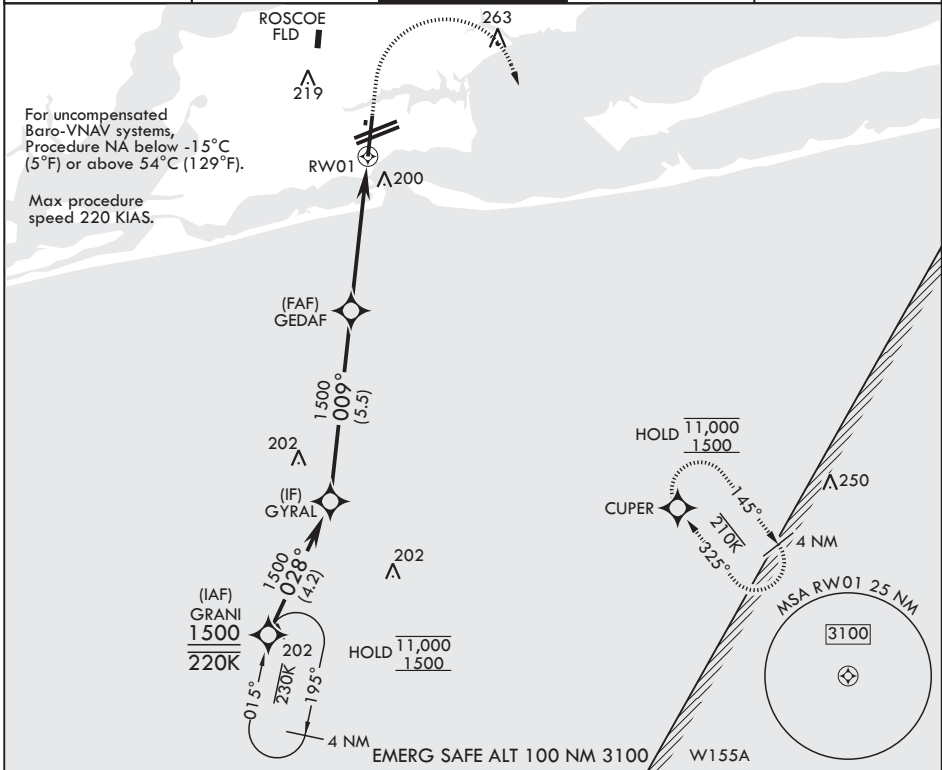 ROSCOE
FLD
263
219
For uncompensated
Baro-VNAV systems,
Procedure NA below -15°C
(5°F) or above 54°C (129°F).
RW01
200
Max procedure
speed 220 KIAS.
(FAF)
GEDAF
1500
009°
(5.5)
HOLD 11,000
1500
202
250
(IF)
GYRAL
CUPER
145°
210K
325°
4 NM
202
1500
028°
(4.2)
(IAF)
GRANI
1500
220K
MSA RW01 25 NM
3100
202
HOLD 11,000
1500
015°
230K
195°
4 NM
EMERG SAFE ALT 100 NM 3100
W155A